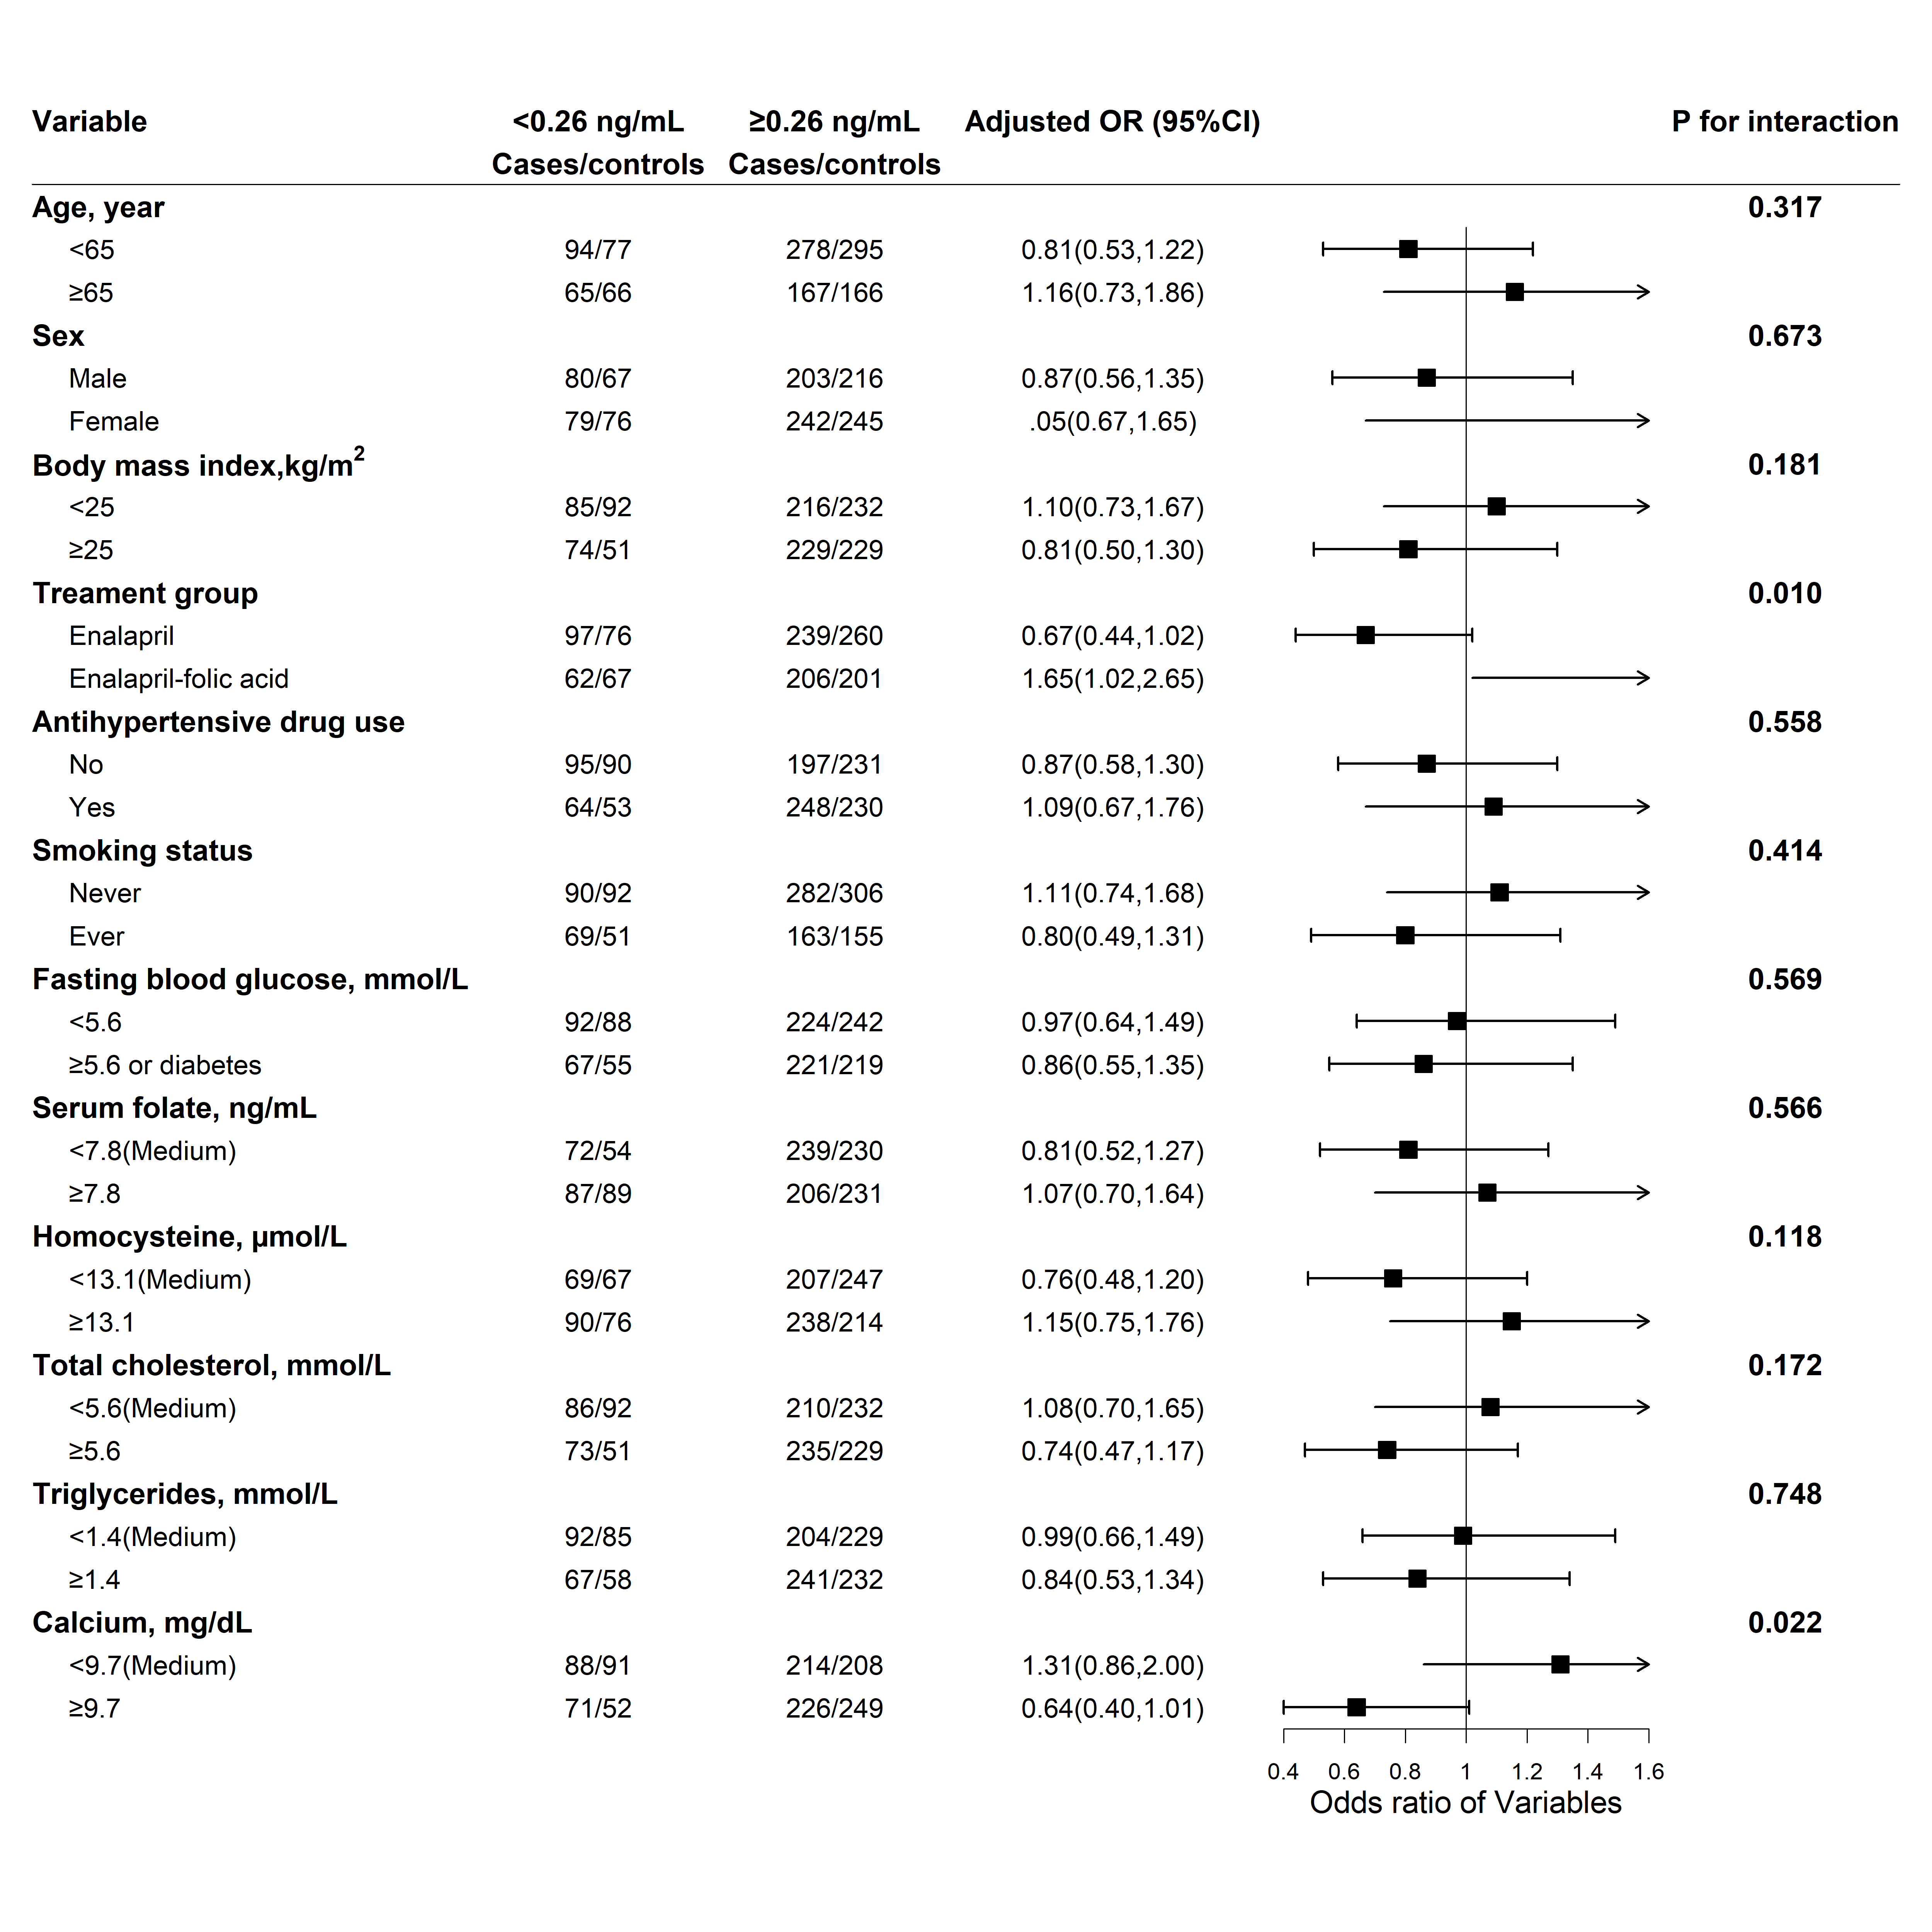 Variable <0.26 ng/mL ≥0.26 ng/mL Adjusted OR (95%CI) P for interaction
Cases/controls Cases/controls
Age, year 0.317
<65 94/77 278/295 0.81(0.53,1.22)
≥65 65/66 167/166 1.16(0.73,1.86)
Sex 0.673
Male 80/67 203/216 0.87(0.56,1.35)
Female 79/76 242/245 .05(0.67,1.65)
Body mass index,kg/m² 0.181
<25 85/92 216/232 1.10(0.73,1.67)
≥25 74/51 229/229 0.81(0.50,1.30)
Treament group 0.010
Enalapril 97/76 239/260 0.67(0.44,1.02)
Enalapril-folic acid 62/67 206/201 1.65(1.02,2.65)
Antihypertensive drug use 0.558
No 95/90 197/231 0.87(0.58,1.30)
Yes 64/53 248/230 1.09(0.67,1.76)
Smoking status 0.414
Never 90/92 282/306 1.11(0.74,1.68)
Ever 69/51 163/155 0.80(0.49,1.31)
Fasting blood glucose, mmol/L 0.569
<5.6 92/88 224/242 0.97(0.64,1.49)
≥5.6 or diabetes 67/55 221/219 0.86(0.55,1.35)
Serum folate, ng/mL 0.566
<7.8(Medium) 72/54 239/230 0.81(0.52,1.27)
≥7.8 87/89 206/231 1.07(0.70,1.64)
Homocysteine, µmol/L 0.118
<13.1(Medium) 69/67 207/247 0.76(0.48,1.20)
≥13.1 90/76 238/214 1.15(0.75,1.76)
Total cholesterol, mmol/L 0.172
<5.6(Medium) 86/92 210/232 1.08(0.70,1.65)
≥5.6 73/51 235/229 0.74(0.47,1.17)
Triglycerides, mmol/L 0.748
<1.4(Medium) 92/85 204/229 0.99(0.66,1.49)
≥1.4 67/58 241/232 0.84(0.53,1.34)
Calcium, mg/dL 0.022
<9.7(Medium) 88/91 214/208 1.31(0.86,2.00)
≥9.7 71/52 226/249 0.64(0.40,1.01)
0.4 0.6 0.8 1 1.2 1.4 1.6
Odds ratio of Variables